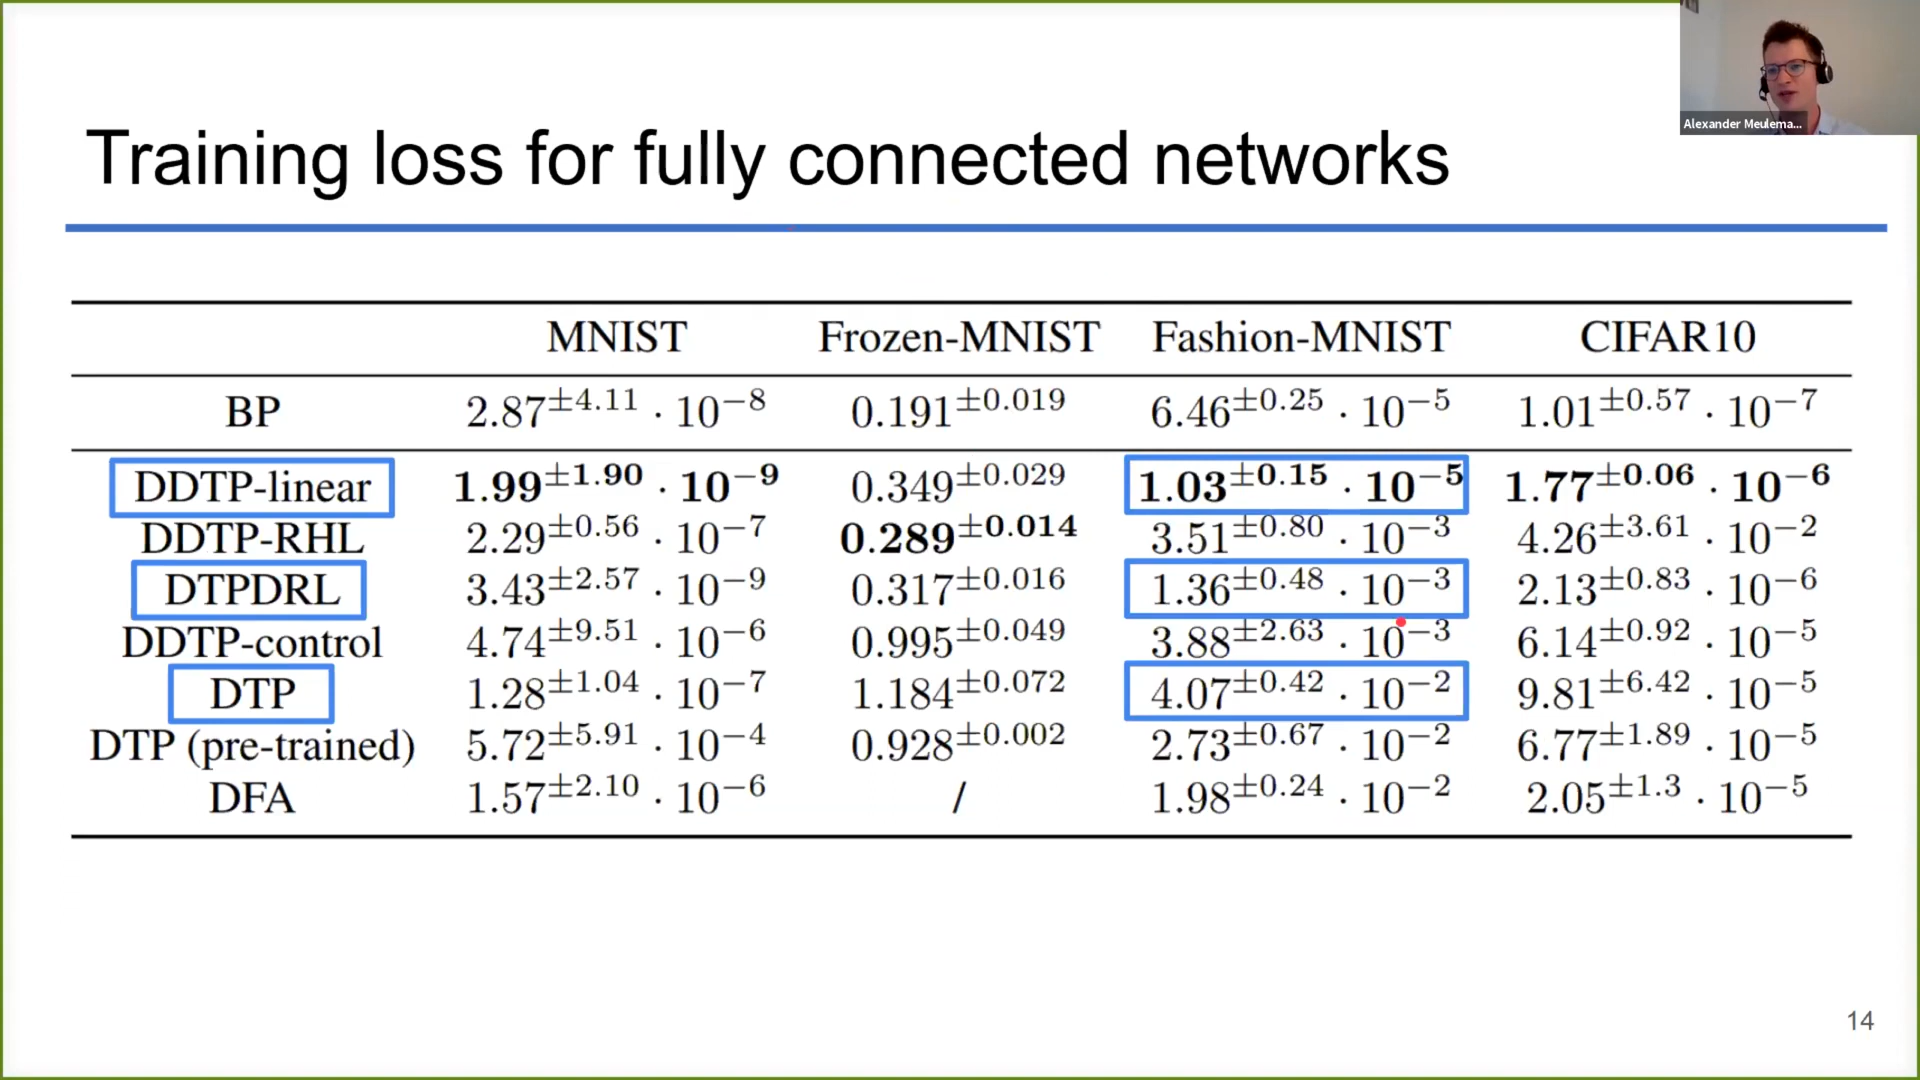 Alexander Meulema...
Training loss for fully connected networks
MNIST Frozen-MNIST Fashion-MNIST CIFAR10
BP 2.87^±4.11 · 10^−8 0.191^±0.019 6.46^±0.25 · 10^−5 1.01^±0.57 · 10^−7
DDTP-linear 1.99^±1.90 · 10^−9 0.349^±0.029 1.03^±0.15 · 10^−5 1.77^±0.06 · 10^−6
DDTP-RHL 2.29^±0.56 · 10^−7 0.289^±0.014 3.51^±0.80 · 10^−3 4.26^±3.61 · 10^−2
DTPDRL 3.43^±2.57 · 10^−9 0.317^±0.016 1.36^±0.48 · 10^−3 2.13^±0.83 · 10^−6
DDTP-control 4.74^±9.51 · 10^−6 0.995^±0.049 3.88^±2.63 · 10^−3 6.14^±0.92 · 10^−5
DTP 1.28^±1.04 · 10^−7 1.184^±0.072 4.07^±0.42 · 10^−2 9.81^±6.42 · 10^−5
DTP (pre-trained) 5.72^±5.91 · 10^−4 0.928^±0.002 2.73^±0.67 · 10^−2 6.77^±1.89 · 10^−5
DFA 1.57^±2.10 · 10^−6 / 1.98^±0.24 · 10^−2 2.05^±1.3 · 10^−5
14